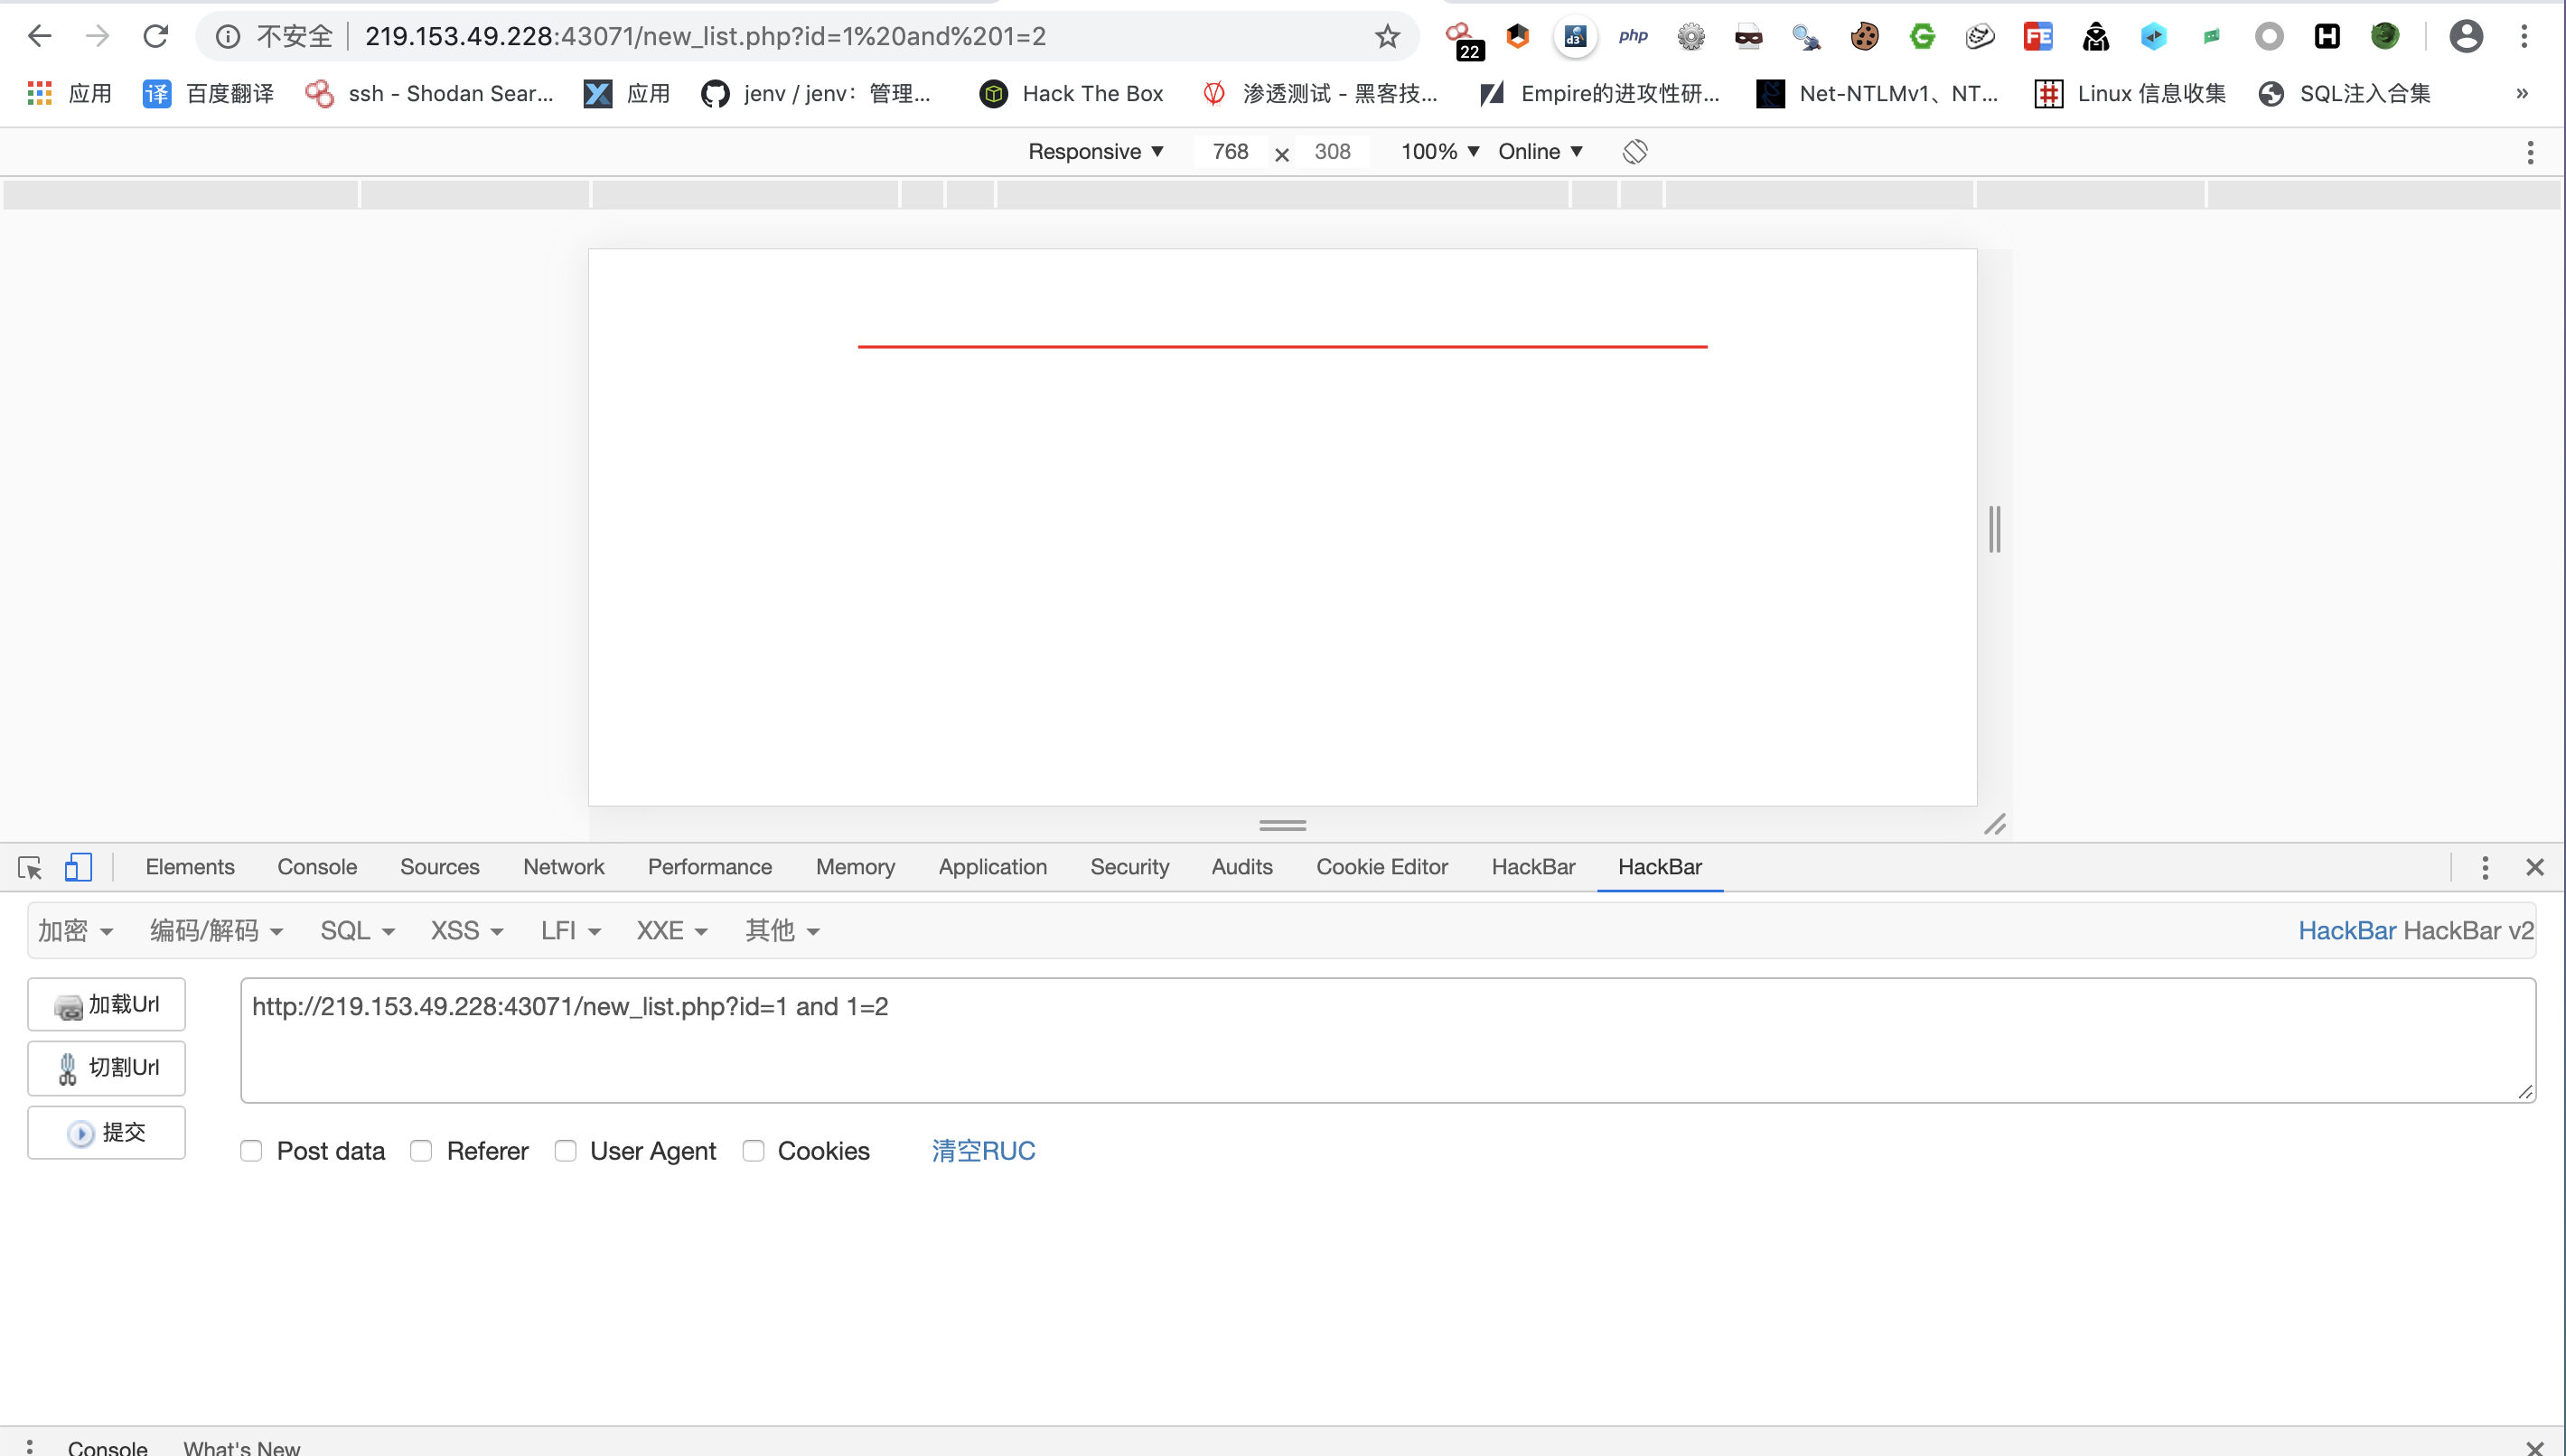 不安全 219.153.49.228:43071/new_list.php?id=1%20and%201=2
22 d3 php FE
应用 译 百度翻译 ssh - Shodan Sear... 应用 jenv / jenv：管理... Hack The Box 渗透测试 - 黑客技... Empire的进攻性研... Net-NTLMv1、NT... Linux 信息收集 SQL注入合集 »
Responsive ▼ 768 × 308 100% ▼ Online ▼
Elements Console Sources Network Performance Memory Application Security Audits Cookie Editor HackBar HackBar
加密 编码/解码 SQL XSS LFI XXE 其他 HackBar HackBar v2
加载Url http://219.153.49.228:43071/new_list.php?id=1 and 1=2
切割Url
提交
Post data Referer User Agent Cookies 清空RUC
Console What's New